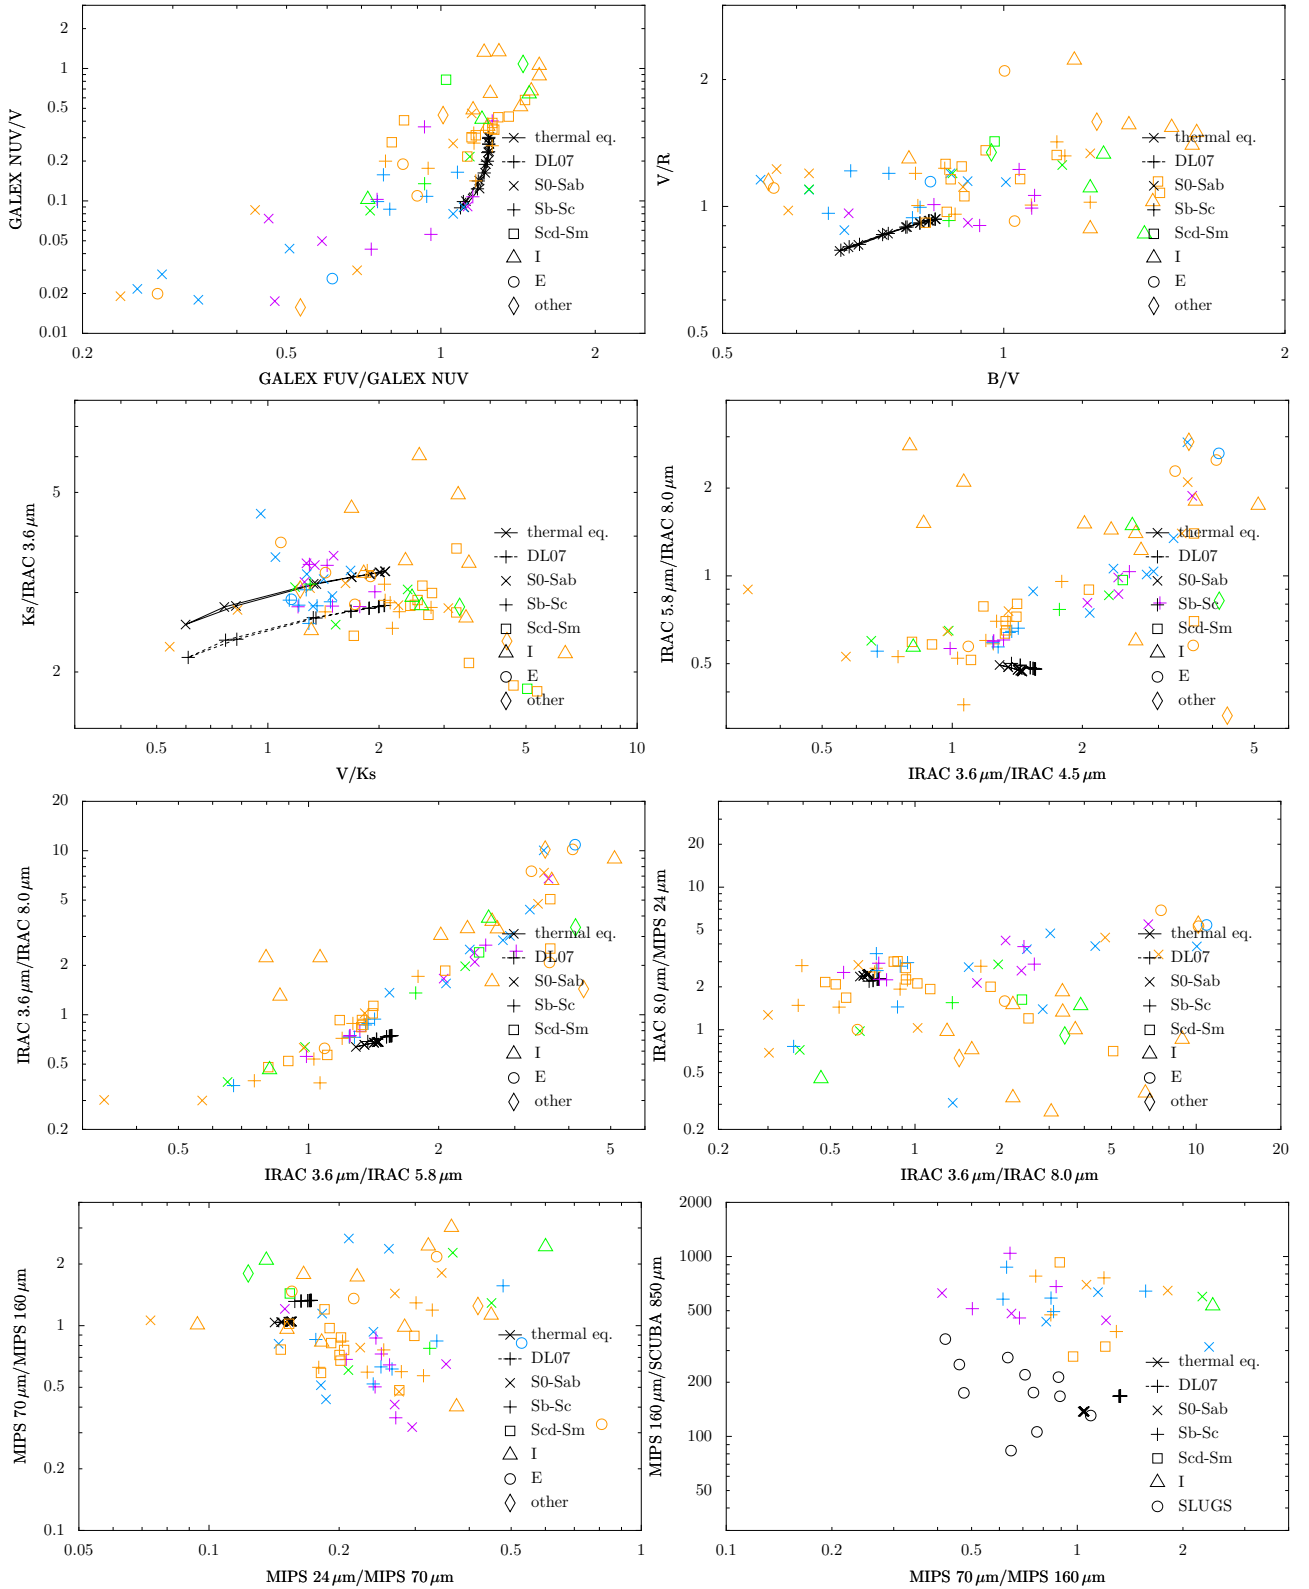 2
1
0.5
0.2
0.1
0.05
0.02
0.01
GALEX NUV/V
thermal eq.
DL07
S0-Sab
Sb-Sc
Scd-Sm
I
E
other
0.2 0.5 1 2
GALEX FUV/GALEX NUV
2
1
0.5
V/R
thermal eq.
DL07
S0-Sab
Sb-Sc
Scd-Sm
I
E
other
0.5 1 2
B/V
5
2
Ks/IRAC 3.6 μm
thermal eq.
DL07
S0-Sab
Sb-Sc
Scd-Sm
I
E
other
0.5 1 2 5 10
V/Ks
2
1
0.5
IRAC 5.8 μm/IRAC 8.0 μm
thermal eq.
DL07
S0-Sab
Sb-Sc
Scd-Sm
I
E
other
0.5 1 2 5
IRAC 3.6 μm/IRAC 4.5 μm
20
10
5
2
1
0.5
0.2
IRAC 3.6 μm/IRAC 8.0 μm
thermal eq.
DL07
S0-Sab
Sb-Sc
Scd-Sm
I
E
other
0.5 1 2 5
IRAC 3.6 μm/IRAC 5.8 μm
20
10
5
2
1
0.5
0.2
IRAC 8.0 μm/MIPS 24 μm
thermal eq.
DL07
S0-Sab
Sb-Sc
Scd-Sm
I
E
other
0.2 0.5 1 2 5 10 20
IRAC 3.6 μm/IRAC 8.0 μm
2
1
0.5
0.2
0.1
MIPS 70 μm/MIPS 160 μm
thermal eq.
DL07
S0-Sab
Sb-Sc
Scd-Sm
I
E
other
0.05 0.1 0.2 0.5 1
MIPS 24 μm/MIPS 70 μm
2000
1000
500
200
100
50
MIPS 160 μm/SCUBA 850 μm
thermal eq.
DL07
S0-Sab
Sb-Sc
Scd-Sm
I
SLUGS
0.2 0.5 1 2
MIPS 70 μm/MIPS 160 μm